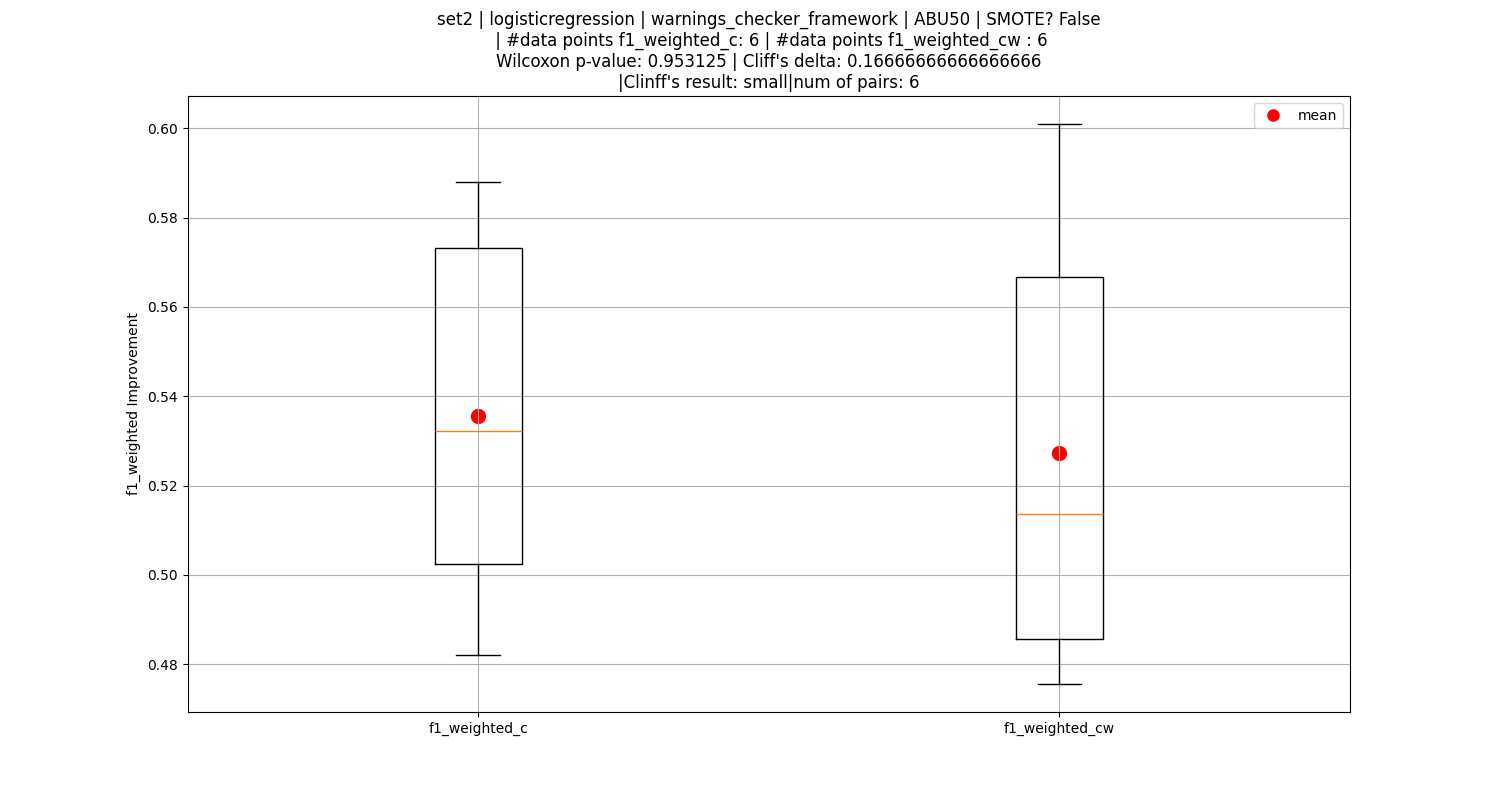 set2 | logisticregression | warnings_checker_framework | ABU50 | SMOTE? False
| #data points f1_weighted_c: 6 | #data points f1_weighted_cw : 6
Wilcoxon p-value: 0.953125 | Cliff's delta: 0.16666666666666666
|Clinff's result: small|num of pairs: 6
mean
0.60
0.58
0.56
0.54
0.52
0.50
0.48
f1_weighted Improvement
f1_weighted_c
f1_weighted_cw